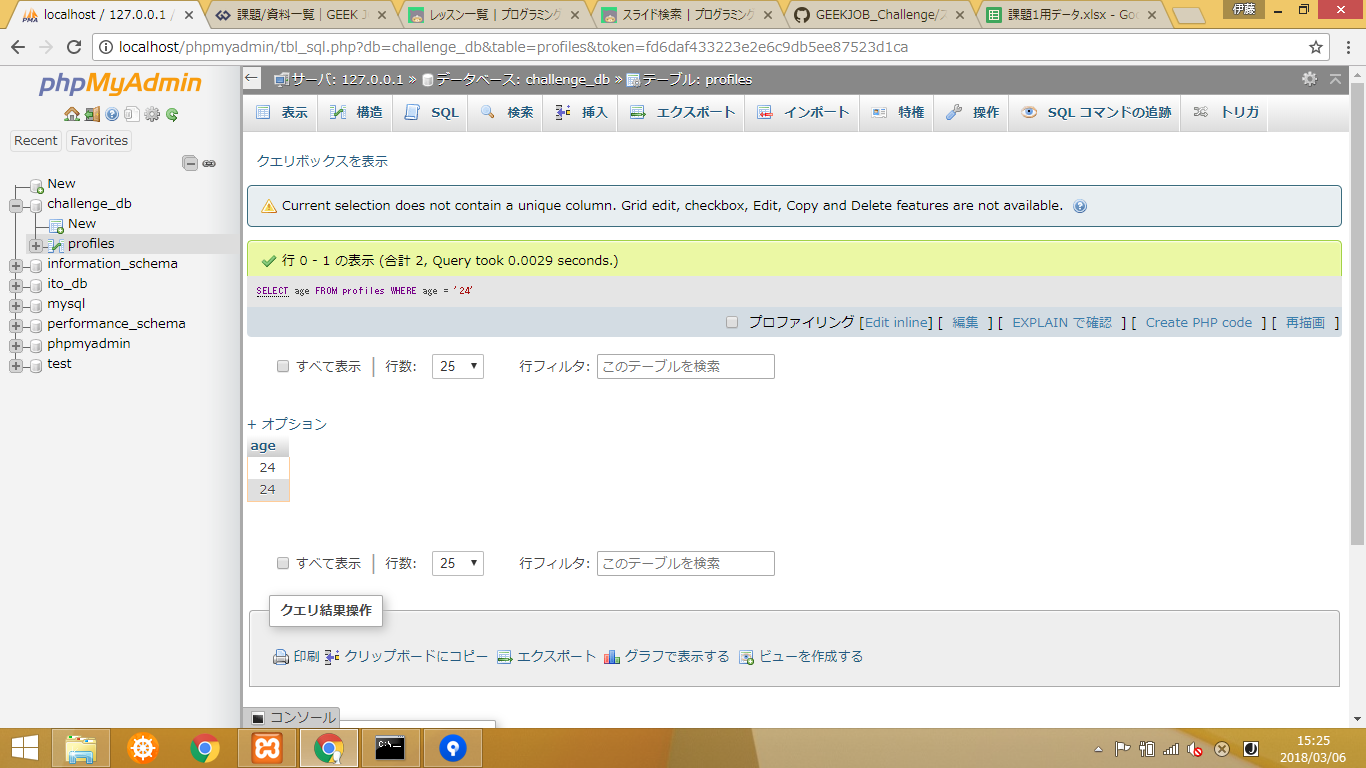 localhost / 127.0.0.1 /
課題/資料一覧 | GEEK J
レッスン一覧 | プログラミング
スライド検索 | プログラミング
GEEKJOB_Challenge/ス
課題1用データ.xlsx - Goo
伊藤
localhost/phpmyadmin/tbl_sql.php?db=challenge_db&table=profiles&token=fd6daf433223e2e6c9db5ee87523d1ca
phpMyAdmin
Recent Favorites
New
challenge_db
New
profiles
information_schema
ito_db
mysql
performance_schema
phpmyadmin
test
サーバ: 127.0.0.1 » データベース: challenge_db » テーブル: profiles
表示 構造 SQL 検索 挿入 エクスポート インポート 特権 操作 SQL コマンドの追跡 トリガ
クエリボックスを表示
Current selection does not contain a unique column. Grid edit, checkbox, Edit, Copy and Delete features are not available.
行 0 - 1 の表示 (合計 2, Query took 0.0029 seconds.)
SELECT age FROM profiles WHERE age = '24'
プロファイリング [Edit inline] [ 編集 ] [ EXPLAIN で確認 ] [ Create PHP code ] [ 再描画 ]
すべて表示 | 行数: 25 行フィルタ: このテーブルを検索
+ オプション
age
24
24
すべて表示 | 行数: 25 行フィルタ: このテーブルを検索
クエリ結果操作
印刷 クリップボードにコピー エクスポート グラフで表示する ビューを作成する
コンソール
15:25
2018/03/06